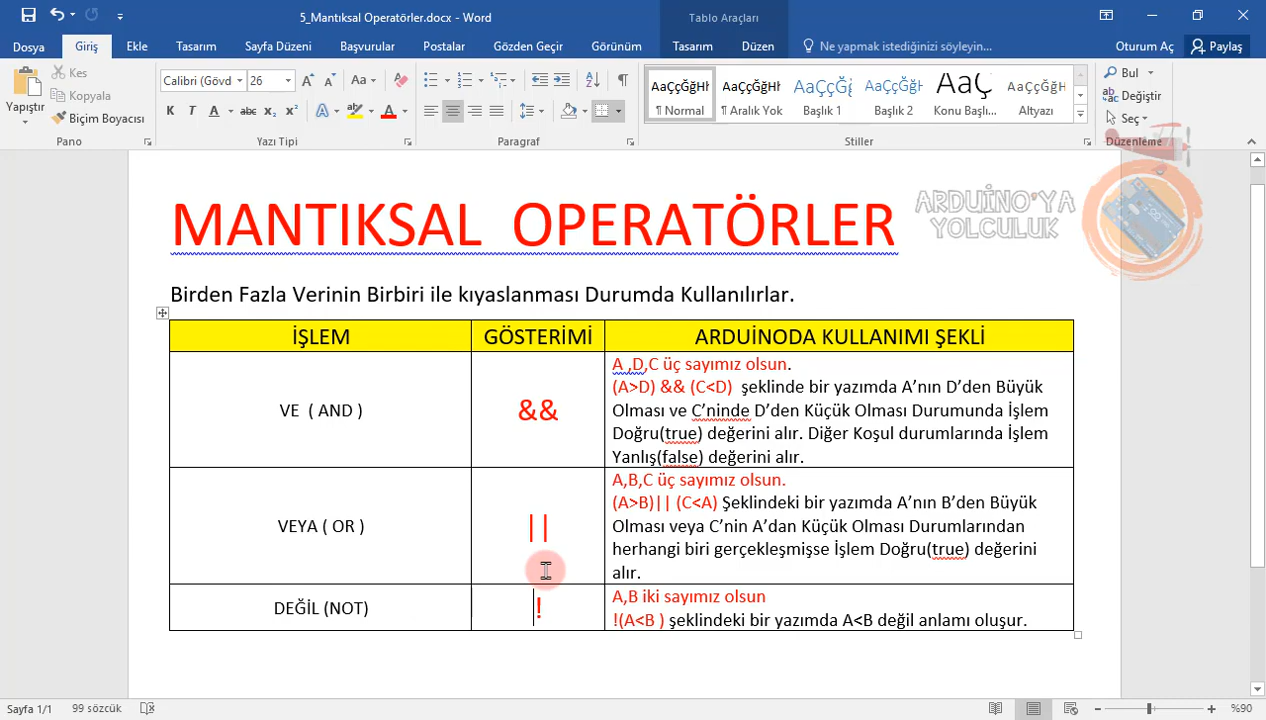 5_Mantıksal Operatörler.docx - Word
Tablo Araçları
Dosya Giriş Ekle Tasarım Sayfa Düzeni Başvurular Postalar Gözden Geçir Görünüm Tasarım Düzen Ne yapmak istediğinizi söyleyin... Oturum Aç Paylaş
Yapıştır
Kes
Kopyala
Biçim Boyacısı
Pano
Calibri (Gövd 26
Yazı Tipi
Paragraf
AaÇçĞğHł AaÇçĞğHł AaÇçĞğ AaÇçĞğH AaÇ AaÇçĞğH
¶ Normal ¶ Aralık Yok Başlık 1 Başlık 2 Konu Başl... Altyazı
Stiller
Bul
Değiştir
Seç
Düzenleme
MANTIKSAL OPERATÖRLER
ARDUİNO'YA
YOLCULUK
Birden Fazla Verinin Birbiri ile kıyaslanması Durumda Kullanılırlar.
İŞLEM GÖSTERİMİ ARDUİNODA KULLANIMI ŞEKLİ
VE ( AND )
&&
A ,D,C üç sayımız olsun.
(A>D) && (C<D) şeklinde bir yazımda A’nın D’den Büyük
Olması ve C’ninde D’den Küçük Olması Durumunda İşlem
Doğru(true) değerini alır. Diğer Koşul durumlarında İşlem
Yanlış(false) değerini alır.
VEYA ( OR )
||
A,B,C üç sayımız olsun.
(A>B)|| (C<A) Şeklindeki bir yazımda A’nın B’den Büyük
Olması veya C’nin A’dan Küçük Olması Durumlarından
herhangi biri gerçekleşmişse İşlem Doğru(true) değerini
alır.
DEĞİL (NOT)
!
A,B iki sayımız olsun
!(A<B ) şeklindeki bir yazımda A<B değil anlamı oluşur.
Sayfa 1/1 99 sözcük %90